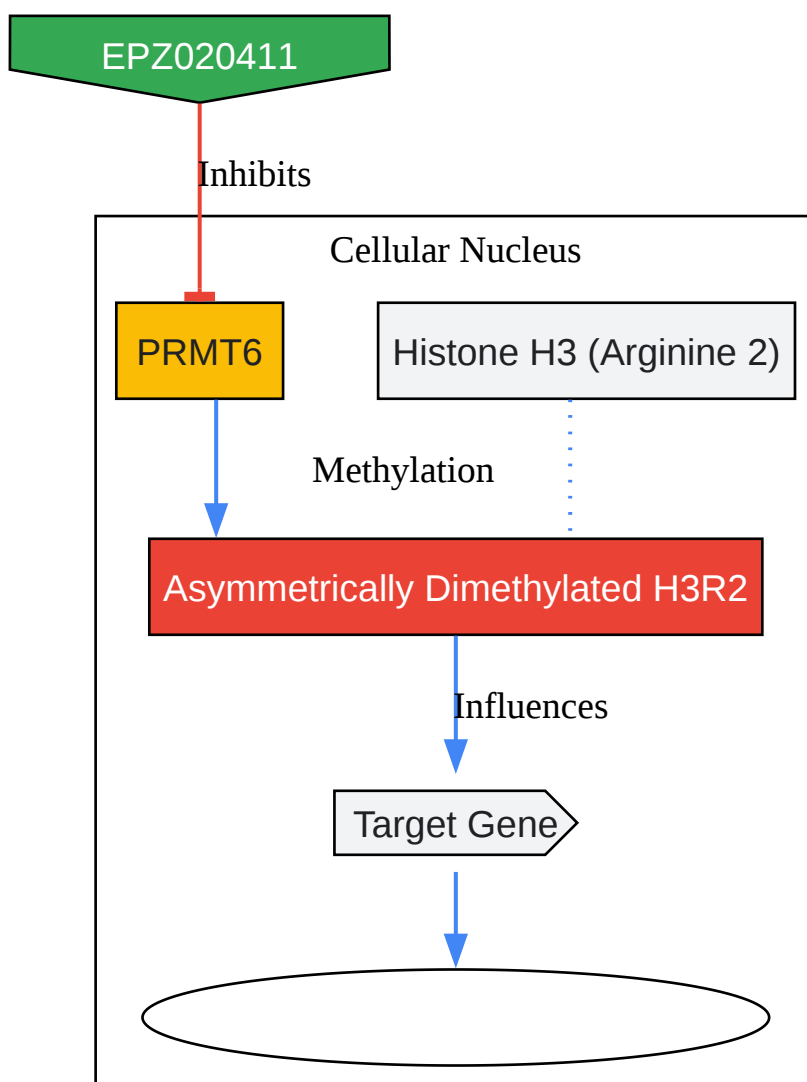 EPZ020411
Inhibits
Cellular Nucleus
PRMT6
Histone H3 (Arginine 2)
Methylation
Asymmetrically Dimethylated H3R2
Influences
Target Gene